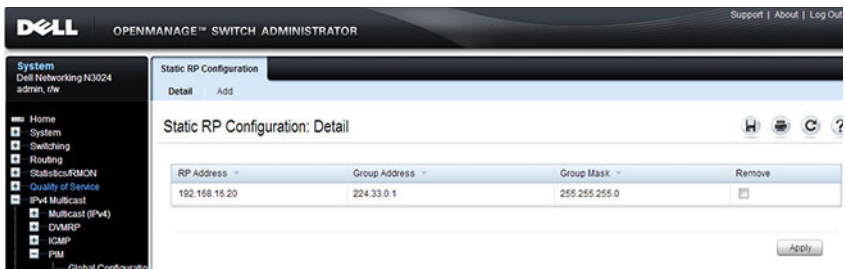 Support | About | Log Out
DELL OPENMANAGE™ SWITCH ADMINISTRATOR
System
Dell Networking N3024
admin, r/w
Home
System
Switching
Routing
Statistics/RMON
Quality of Service
IPv4 Multicast
Multicast (IPv4)
DVMRP
IGMP
PIM
Global Configuratio
Static RP Configuration
Detail Add
Static RP Configuration: Detail
RP Address Group Address Group Mask Remove
192.168.16.20 224.33.0.1 255.255.255.0
Apply